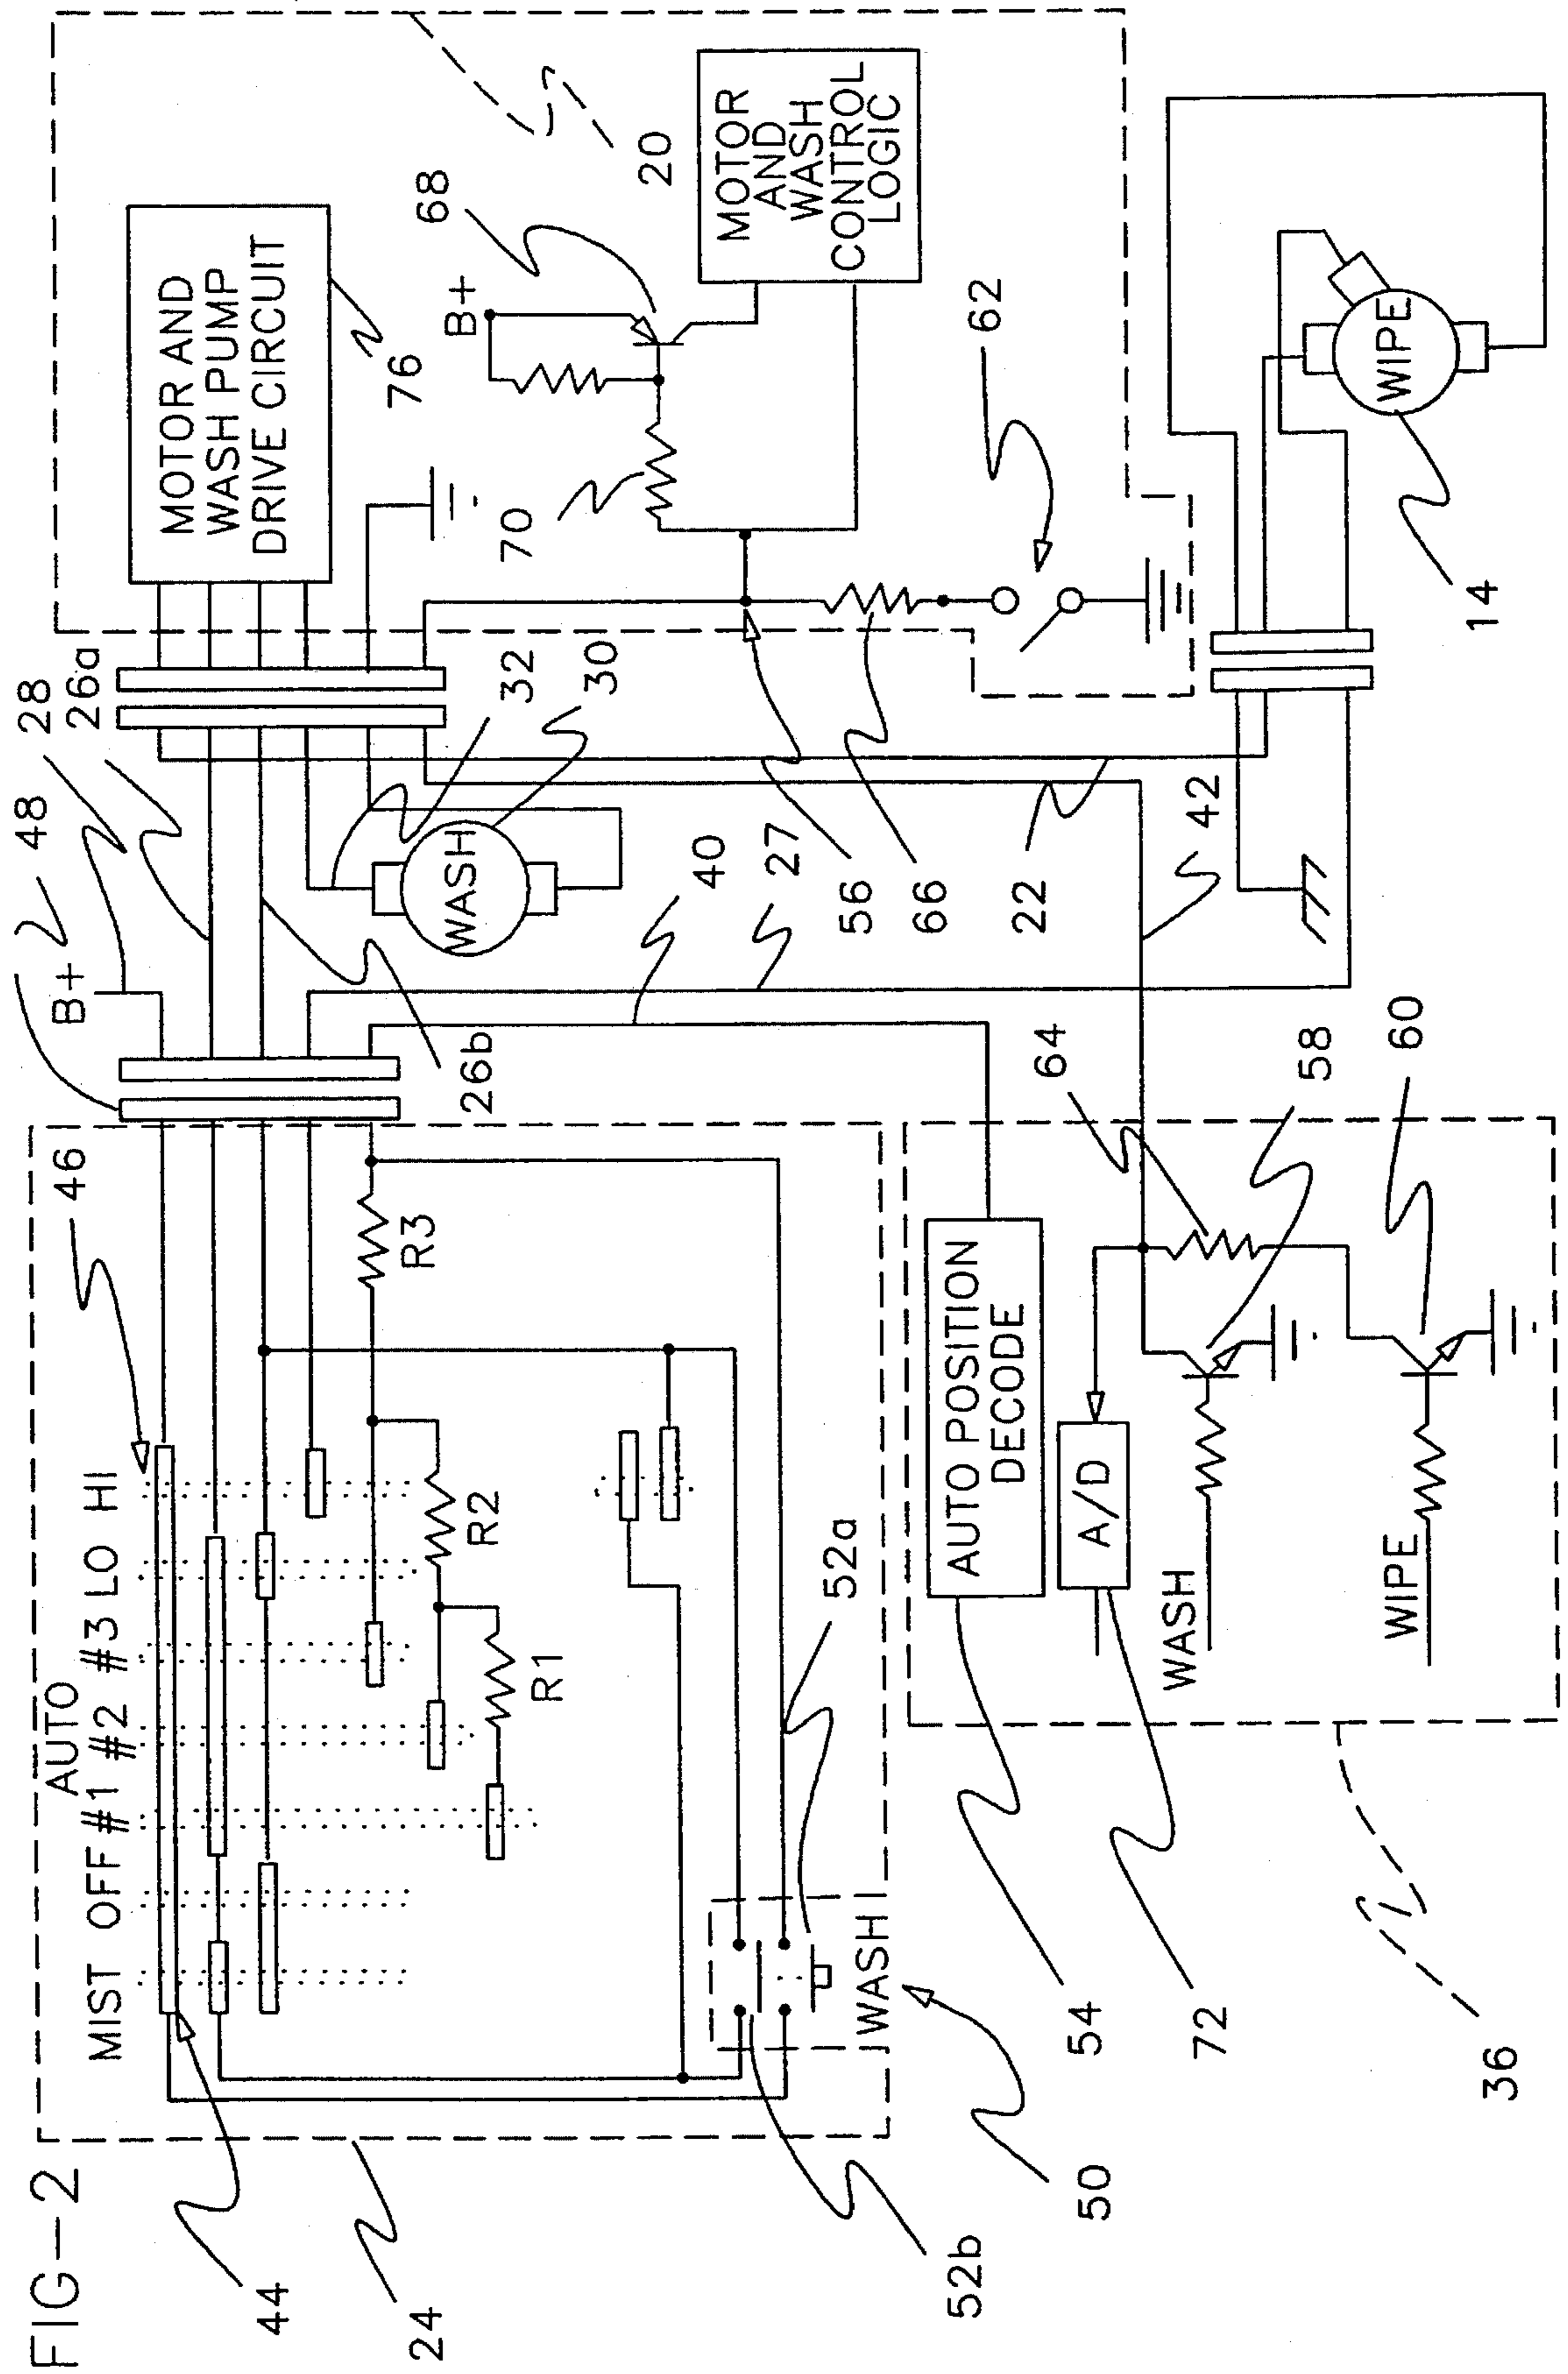 FIG-2
44
24
MIST OFF #1 #2 #3 LO HI
AUTO
46
48
B+
28
26a
26b
R3
R2
R1
WASH
52a
52b
50
WASH
32
30
40
27
56
66
22
42
MOTOR AND
WASH PUMP
DRIVE CIRCUIT
76
B+
68
70
20
MOTOR
AND
WASH
CONTROL
LOGIC
62
WIPE
14
AUTO POSITION
DECODE
A/D
WASH
WIPE
64
58
60
54
72
36